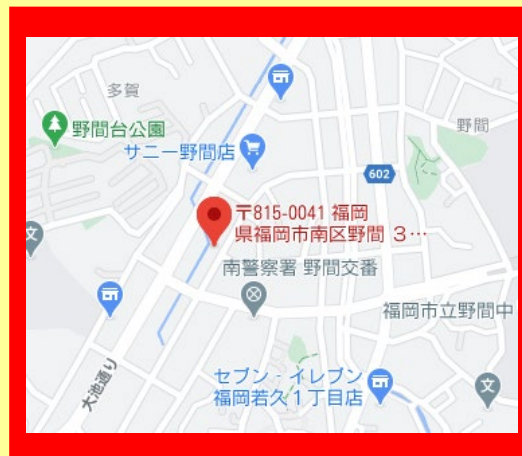 多賀
野間台公園
サニー野間店
野間
602
〒815-0041 福岡
県福岡市南区野間 3…
南警察署 野間交番
福岡市立野間中
大池通り
セブン‐イレブン
福岡若久1丁目店
文
文